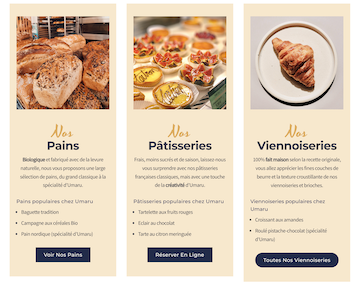 Nos
Pains
Biologique et fabriqué avec de la levure
naturelle, nous vous proposons une large
sélection de pains, du grand classique à la
spécialité d'Umaru.
Pains populaires chez Umaru
Baguette tradition
Campagne aux céréales Bio
Pain nordique (spécialité d'Umaru)
Voir Nos Pains
Nos
Pâtisseries
Frais, moins sucrés et de saison, laissez nous
vous surprendre avec nos pâtisseries
françaises classiques, mais avec une touche
de la créativité d'Umaru.
Pâtisseries populaires chez Umaru
Tartelette aux fruits rouges
Eclair au chocolat
Tarte au citron meringuée
Réserver En Ligne
Nos
Viennoiseries
100% fait maison selon la recette originale,
vous allez apprécier les fines couches de
beurre et la texture croustillante de nos
viennoiseries et brioches.
Viennoiseries populaires chez
Umaru
Croissant aux amandes
Roulé pistache-chocolat (spécialité
d'Umaru)
Toutes Nos Viennoiseries